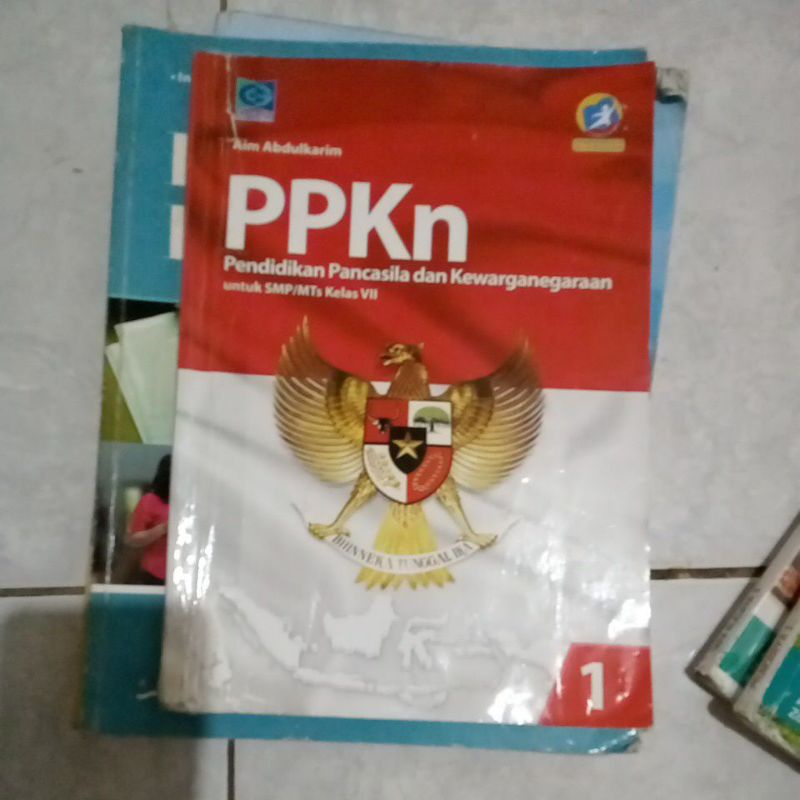 Aim Abdulkarim
PPKn
Pendidikan Pancasila dan Kewarganegaraan
untuk SMP/MTs Kelas VII
BHINNEKA TUNGGAL IKA
1